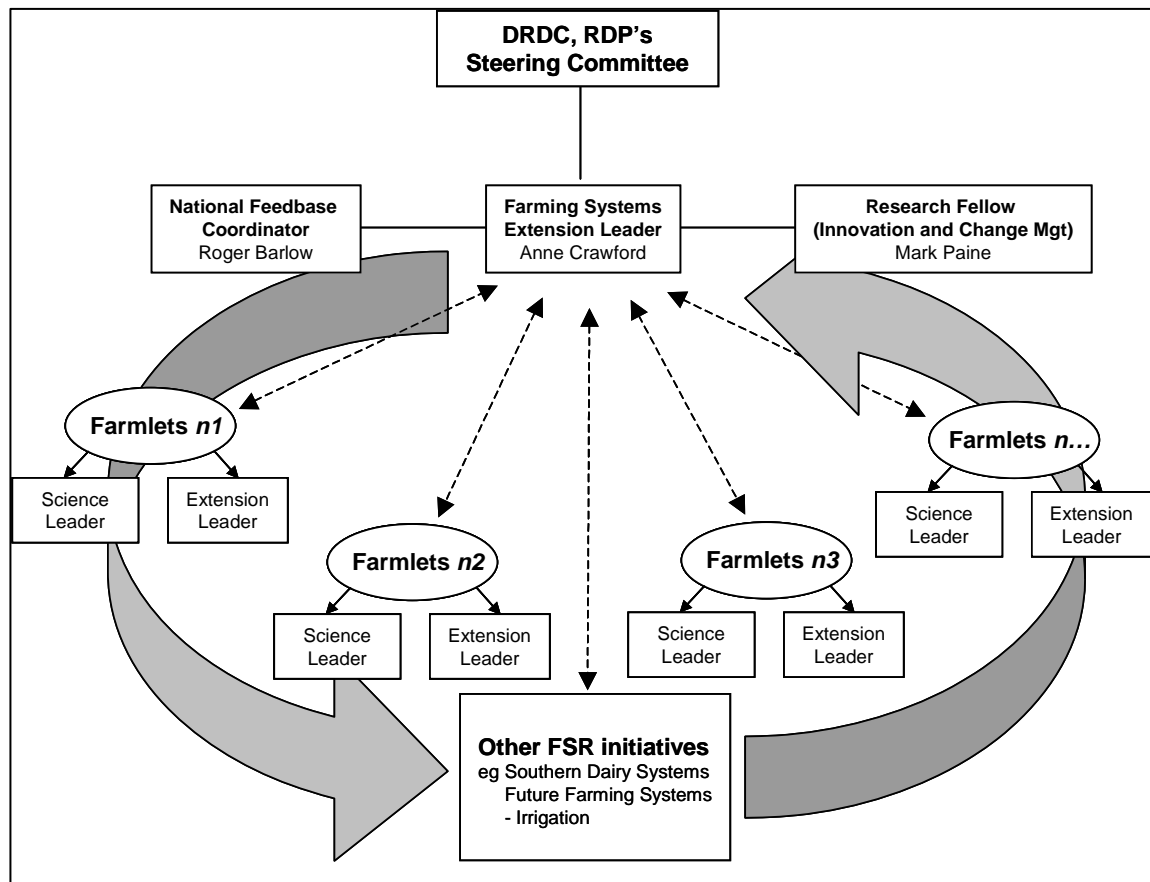 DRDC, RDP's
Steering Committee
National Feedbase
Coordinator
Roger Barlow
Farming Systems
Extension Leader
Anne Crawford
Research Fellow
(Innovation and Change Mgt)
Mark Paine
Farmlets n1
Science
Leader
Extension
Leader
Farmlets n2
Science
Leader
Extension
Leader
Farmlets n3
Science
Leader
Extension
Leader
Farmlets n…
Science
Leader
Extension
Leader
Other FSR initiatives
eg Southern Dairy Systems
Future Farming Systems
- Irrigation